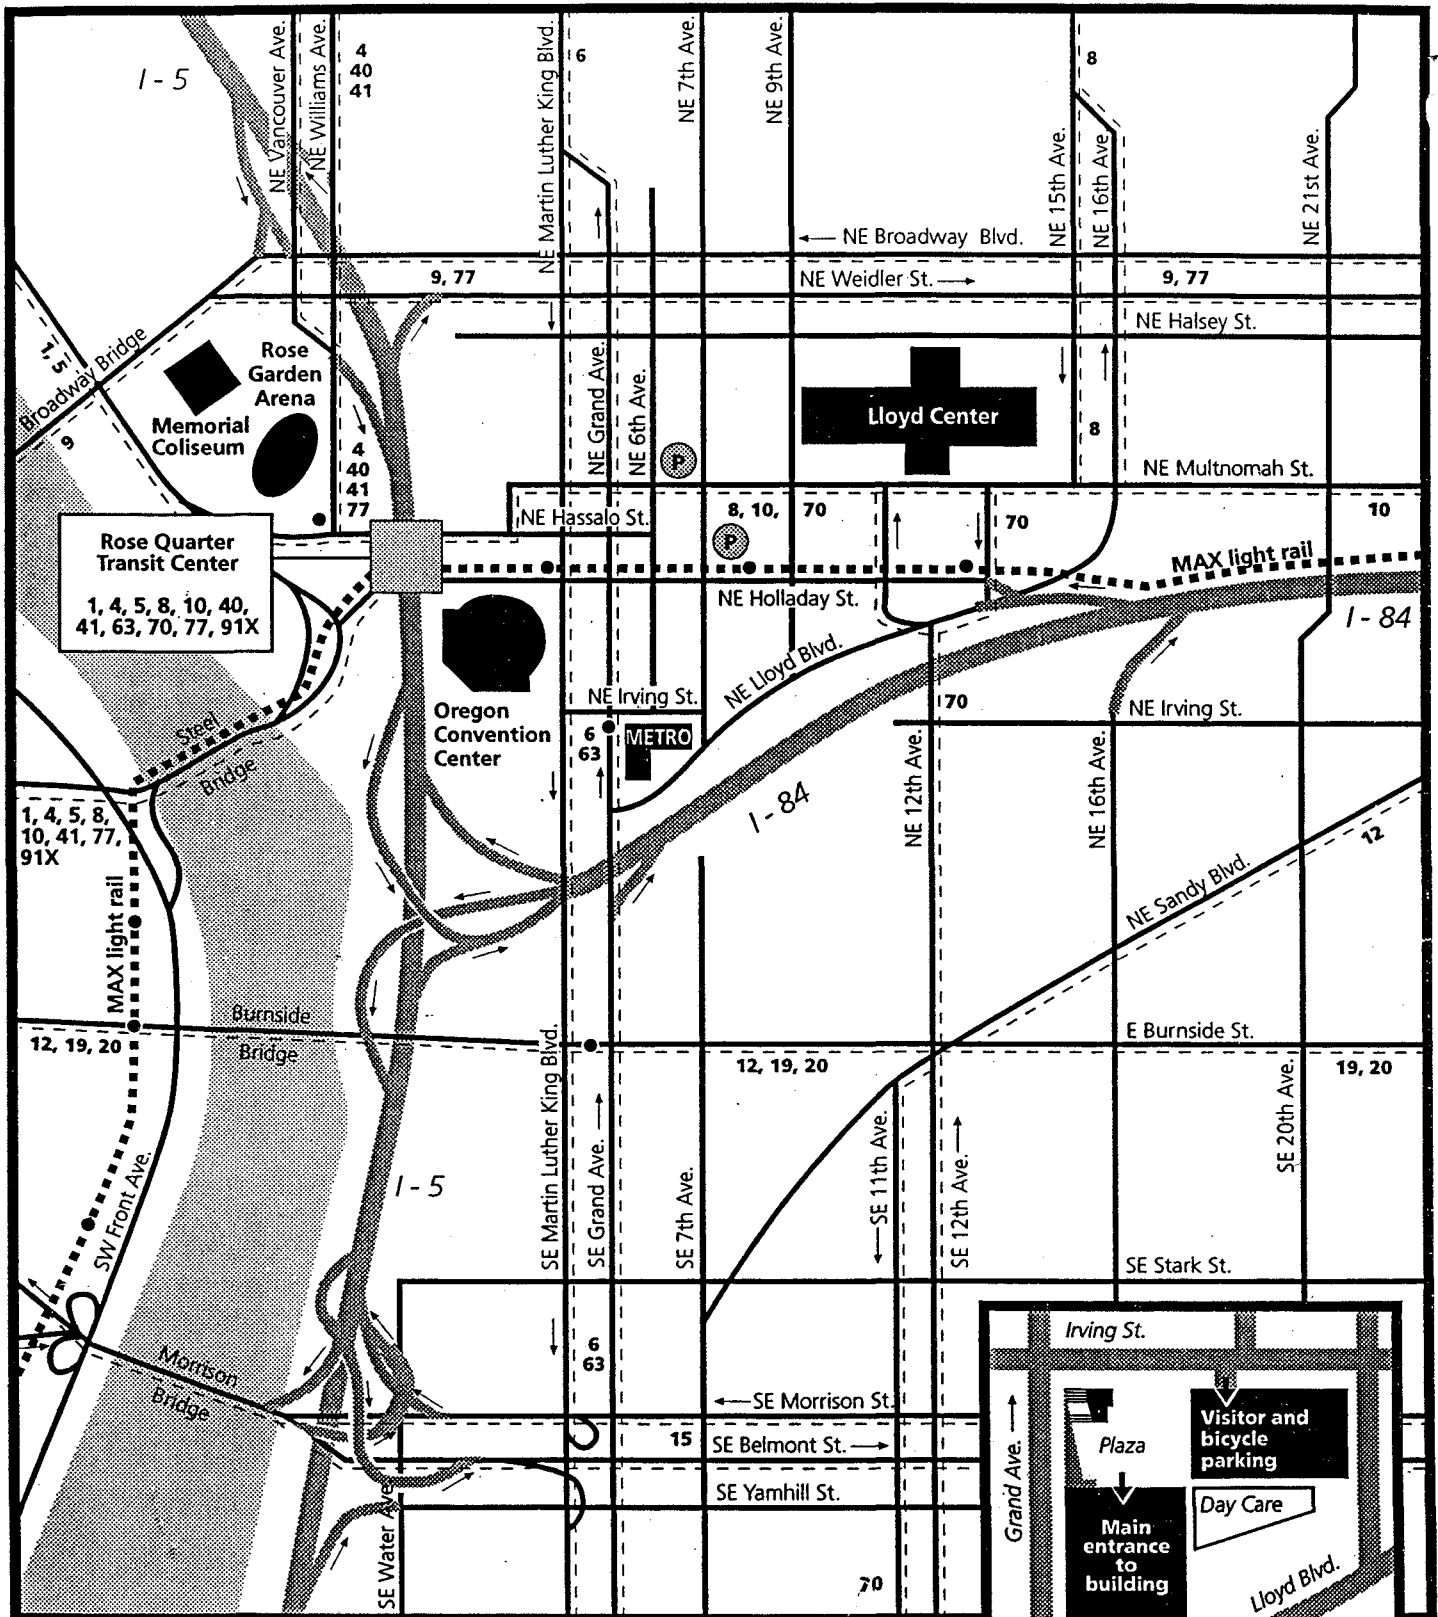 I - 5
NE Vancouver Ave.
NE Williams Ave.
4
40
41
NE Martin Luther King Blvd.
6
NE 7th Ave.
NE 9th Ave.
8
NE 15th Ave.
NE 16th Ave.
NE 21st Ave.
NE Broadway Blvd.
9, 77
NE Weidler St.
9, 77
NE Halsey St.
1, 5
Broadway Bridge
9
Rose
Garden
Arena
Memorial
Coliseum
4
40
41
77
NE Grand Ave.
NE 6th Ave.
P
Lloyd Center
8
NE Multnomah St.
NE Hassalo St.
8, 10, 70
70
10
P
MAX light rail
Rose Quarter
Transit Center
1, 4, 5, 8, 10, 40,
41, 63, 70, 77, 91X
NE Holladay St.
I - 84
NE Lloyd Blvd.
Steel
Bridge
Oregon
Convention
Center
NE Irving St.
6
63
METRO
70
NE Irving St.
I - 84
NE 12th Ave.
NE 16th Ave.
1, 4, 5, 8,
10, 41, 77,
91X
12
NE Sandy Blvd.
MAX light rail
Burnside
Bridge
12, 19, 20
E Burnside St.
12, 19, 20
19, 20
SE Martin Luther King Blvd.
SE Grand Ave.
SE 7th Ave.
SE 11th Ave.
SE 12th Ave.
SE 20th Ave.
SW Front Ave.
I - 5
SE Stark St.
6
63
Morrison
Bridge
SE Morrison St.
15
SE Belmont St.
SE Yamhill St.
SE Water Ave.
70
Irving St.
Grand Ave.
Plaza
Visitor and
bicycle
parking
Day Care
Main
entrance
to
building
Lloyd Blvd.